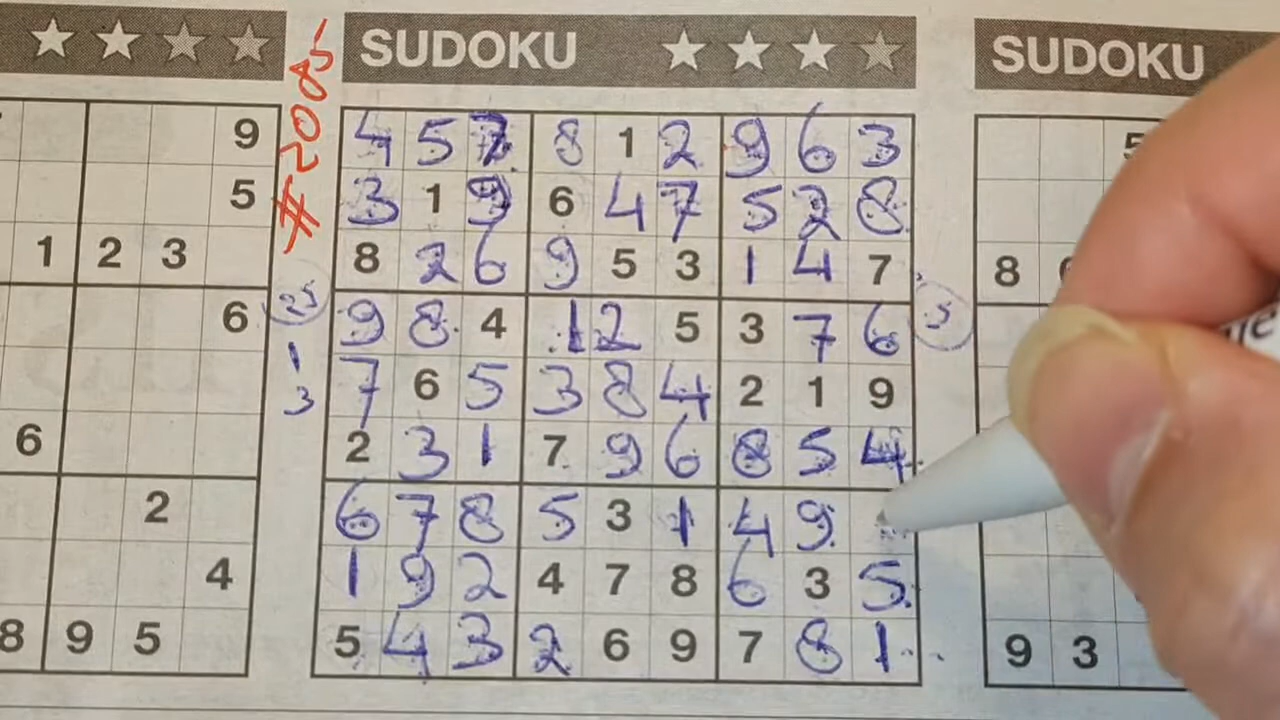 SUDOKU
SUDOKU
#2085
9
5
1 2 3
6
6
2
4
8 9 5
25
1
3
4 5 7 8 1 2 9 6 3
3 1 9 6 4 7 5 2 8
8 2 6 9 5 3 1 4 7
9 8 4 1 2 5 3 7 6
7 6 5 3 8 4 2 1 9
2 3 1 7 9 6 8 5 4
6 7 8 5 3 1 4 9
1 9 2 4 7 8 6 3 5
5 4 3 2 6 9 7 8 1
3
5
8
9 3